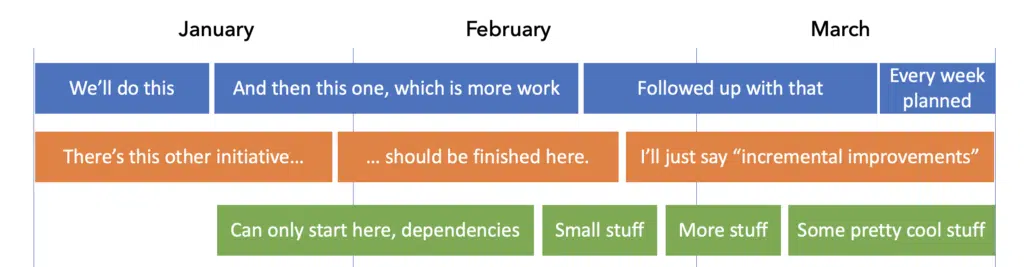 January
February
March
We’ll do this
And then this one, which is more work
Followed up with that
Every week
planned
There’s this other initiative…
… should be finished here.
I’ll just say “incremental improvements”
Can only start here, dependencies
Small stuff
More stuff
Some pretty cool stuff